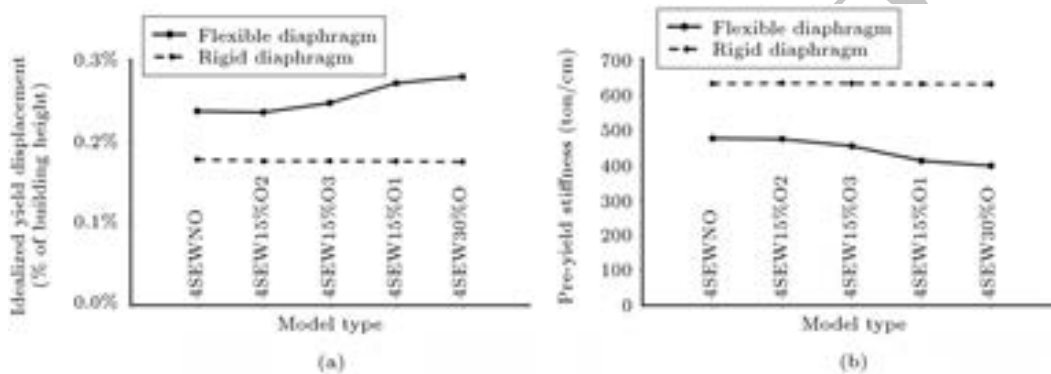 Flexible diaphragm
Rigid diaphragm
Idealized yield displacement
(% of building height)
0.3%
0.2%
0.1%
0.0%
4SEWNO
4SEW15%O2
4SEW15%O3
4SEW15%O1
4SEW30%O
Model type
(a)
Flexible diaphragm
Rigid diaphragm
Pre-yield stiffness (ton/cm)
700
600
500
400
300
200
100
0
4SEWNO
4SEW15%O2
4SEW15%O3
4SEW15%O1
4SEW30%O
Model type
(b)